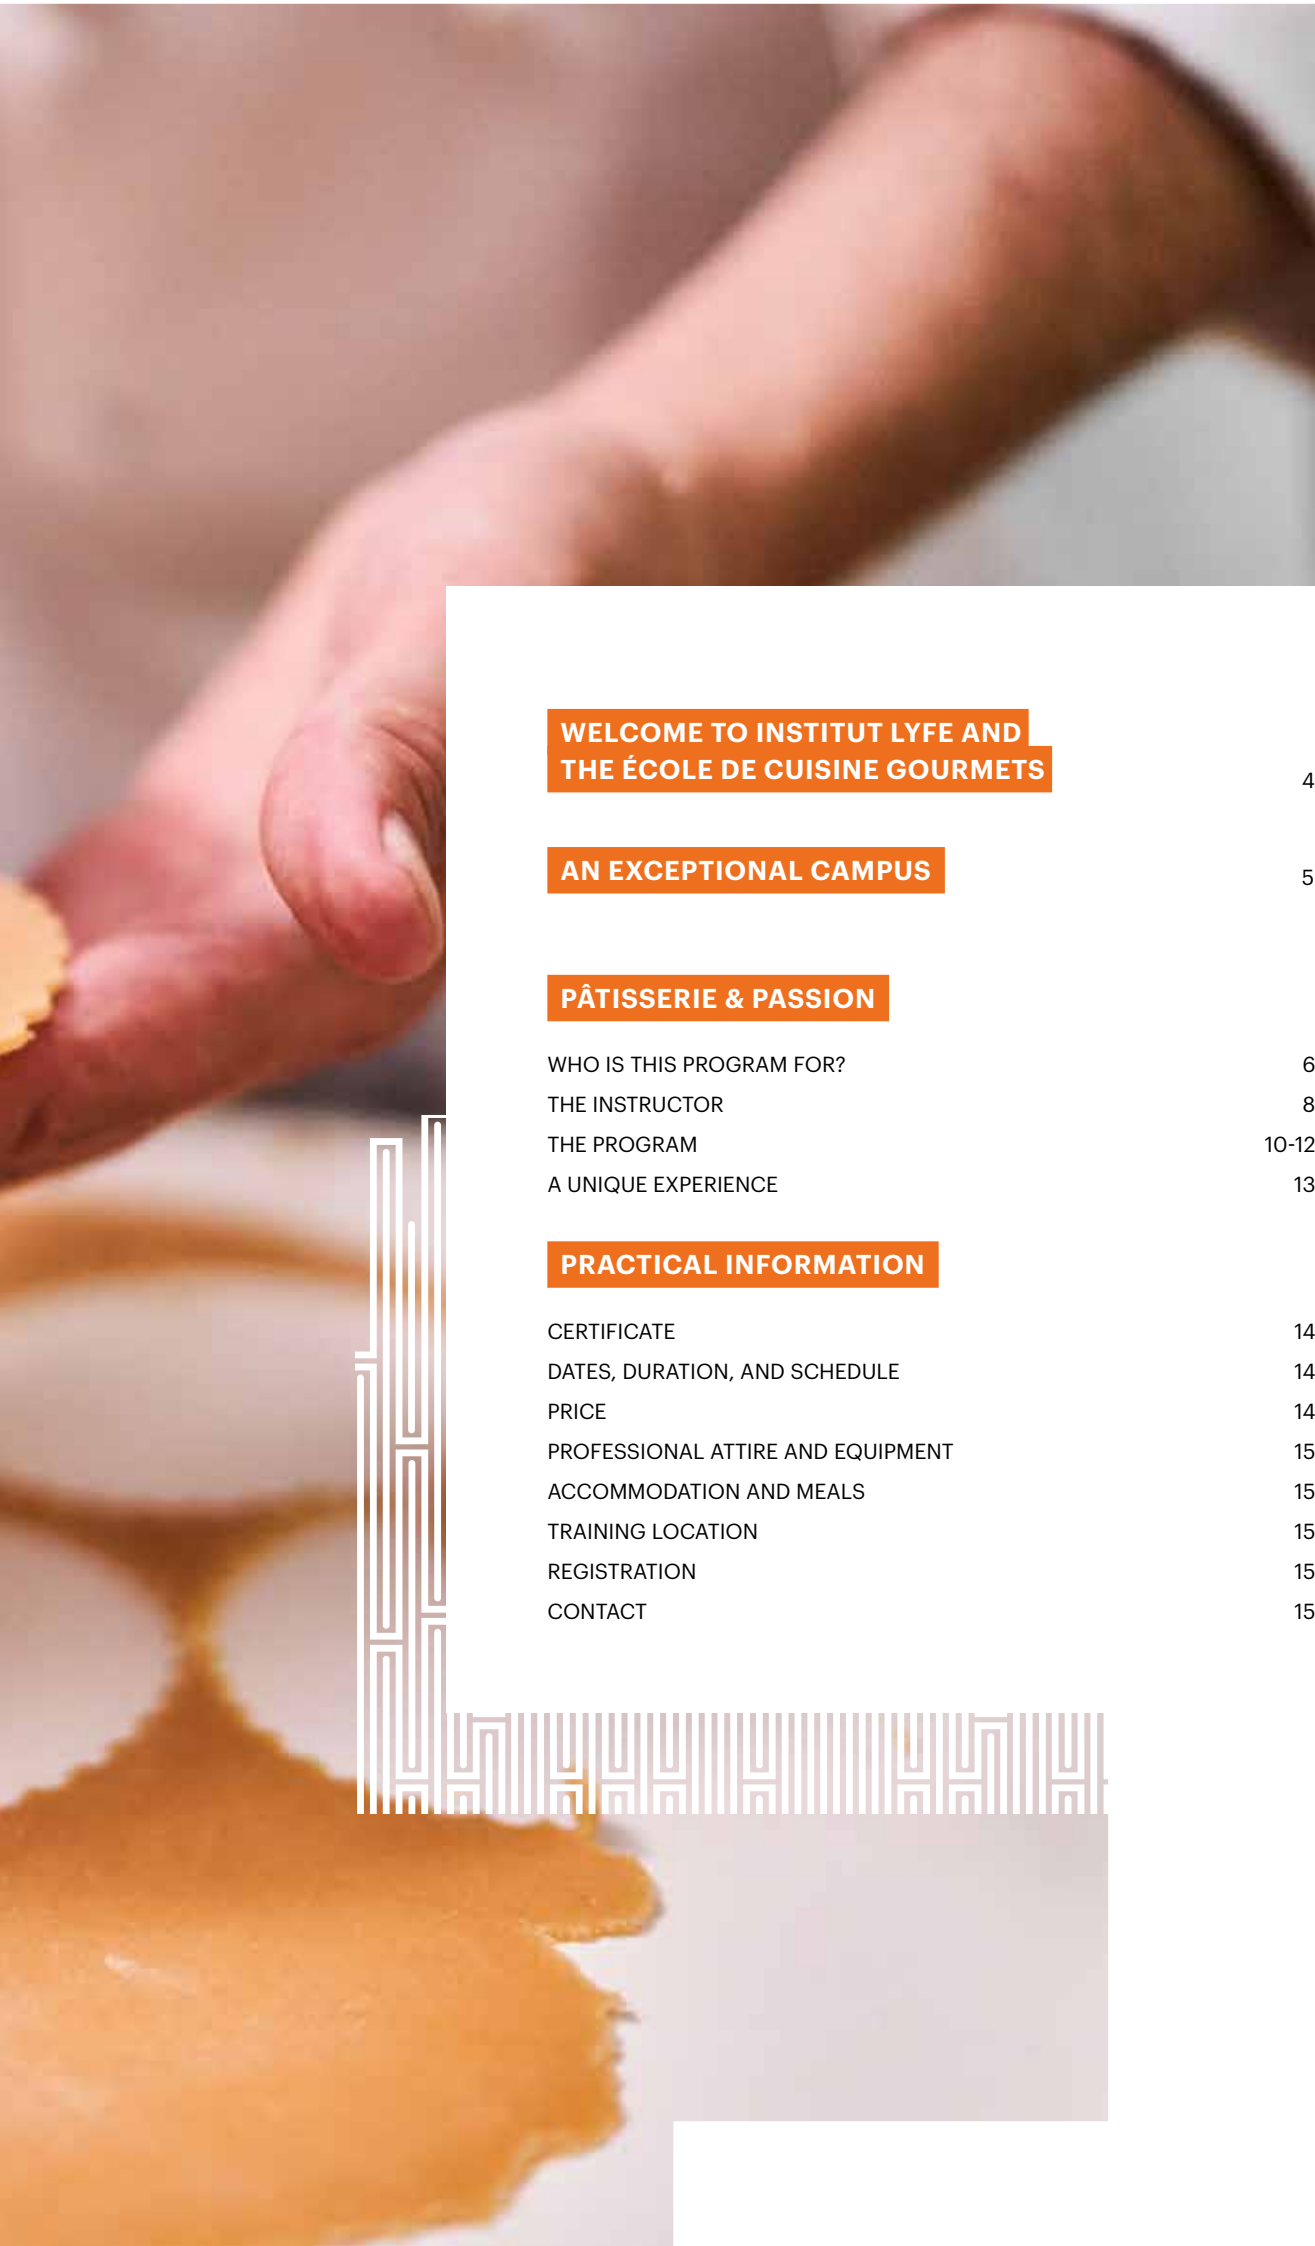 WELCOME TO INSTITUT LYFE AND
THE ÉCOLE DE CUISINE GOURMETS 4
AN EXCEPTIONAL CAMPUS 5
PÂTISSERIE & PASSION
WHO IS THIS PROGRAM FOR? 6
THE INSTRUCTOR 8
THE PROGRAM 10-12
A UNIQUE EXPERIENCE 13
PRACTICAL INFORMATION
CERTIFICATE 14
DATES, DURATION, AND SCHEDULE 14
PRICE 14
PROFESSIONAL ATTIRE AND EQUIPMENT 15
ACCOMMODATION AND MEALS 15
TRAINING LOCATION 15
REGISTRATION 15
CONTACT 15